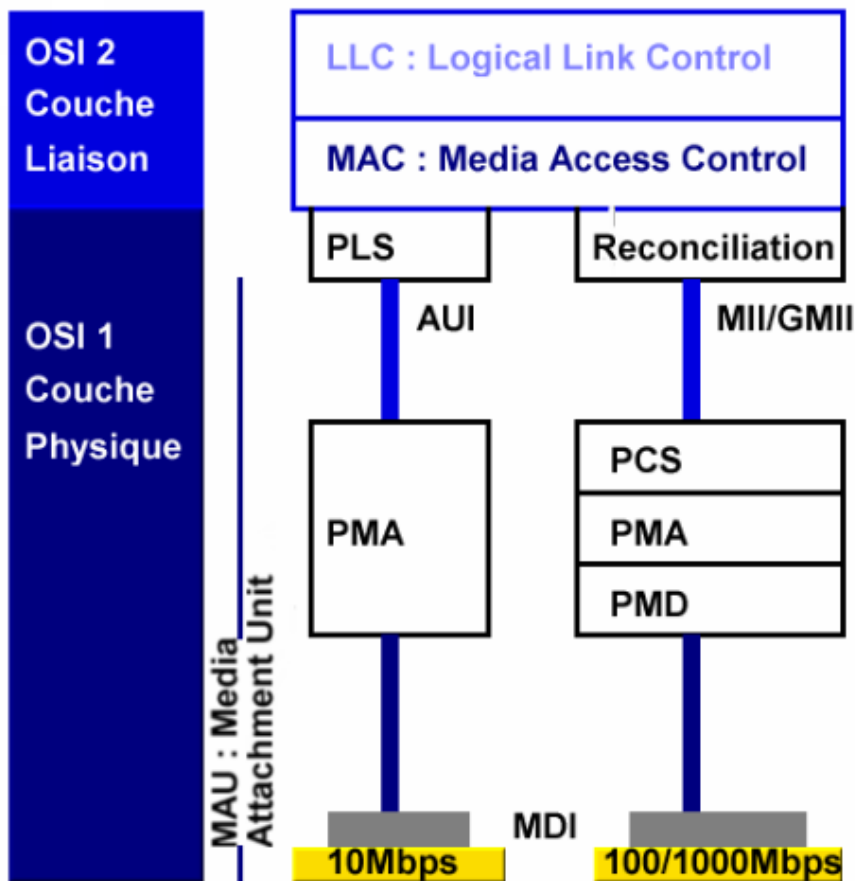 OSI 2
Couche
Liaison
LLC : Logical Link Control
MAC : Media Access Control
PLS
Reconciliation
AUI
MII/GMII
OSI 1
Couche
Physique
PMA
PCS
PMA
PMD
MAU : Media
Attachment Unit
MDI
10Mbps
100/1000Mbps